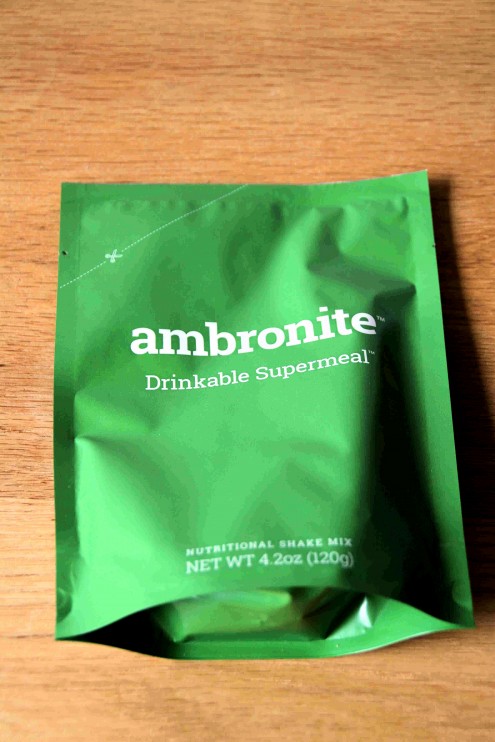 ambronite™
Drinkable Supermeal™
NUTRITIONAL SHAKE MIX
NET WT 4.2oz (120g)